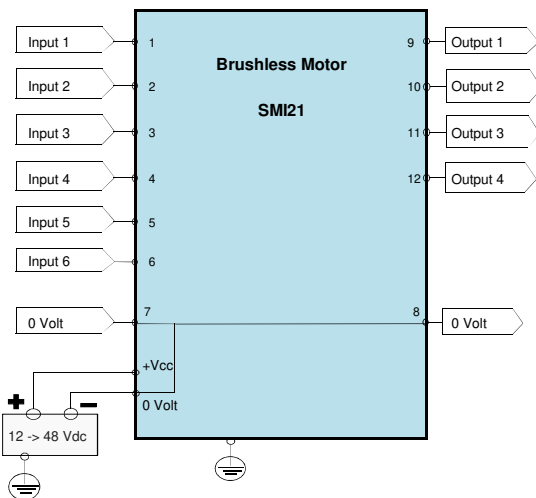 Input 1
1
9
Output 1
Brushless Motor
Input 2
2
10
Output 2
SMI21
Input 3
3
11
Output 3
Input 4
4
12
Output 4
Input 5
5
Input 6
6
7
8
0 Volt
0 Volt
+Vcc
+
−
0 Volt
12 -> 48 Vdc